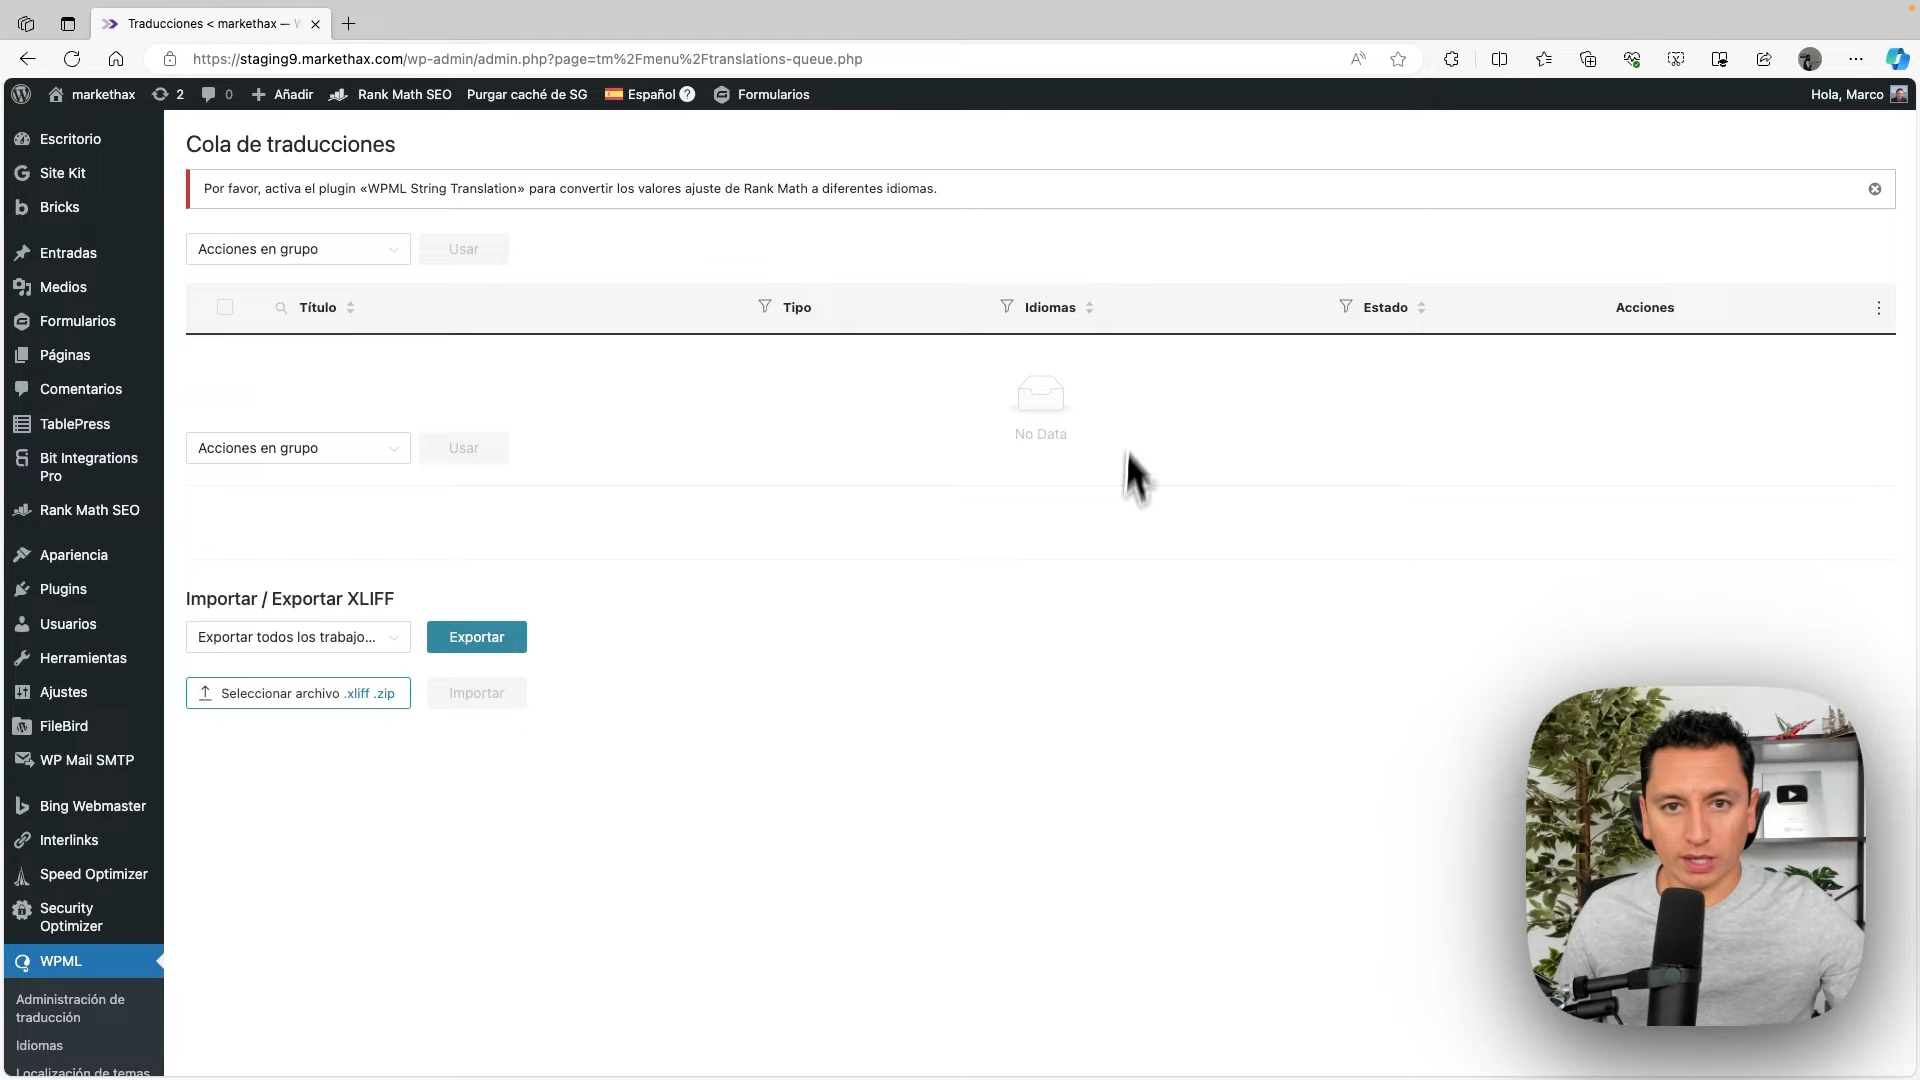 Traducciones < markethax — W
https://staging9.markethax.com/wp-admin/admin.php?page=tm%2Fmenu%2Ftranslations-queue.php
markethax 2 0 Añadir Rank Math SEO Purgar caché de SG Español ? Formularios Hola, Marco
Escritorio
Site Kit
Bricks
Entradas
Medios
Formularios
Páginas
Comentarios
TablePress
Bit Integrations
Pro
Rank Math SEO
Apariencia
Plugins
Usuarios
Herramientas
Ajustes
FileBird
WP Mail SMTP
Bing Webmaster
Interlinks
Speed Optimizer
Security
Optimizer
WPML
Administración de
traducción
Idiomas
Localización de temas
Cola de traducciones
Por favor, activa el plugin «WPML String Translation» para convertir los valores ajuste de Rank Math a diferentes idiomas.
Acciones en grupo Usar
Título Tipo Idiomas Estado Acciones
No Data
Acciones en grupo Usar
Importar / Exportar XLIFF
Exportar todos los trabajo... Exportar
Seleccionar archivo .xliff .zip Importar